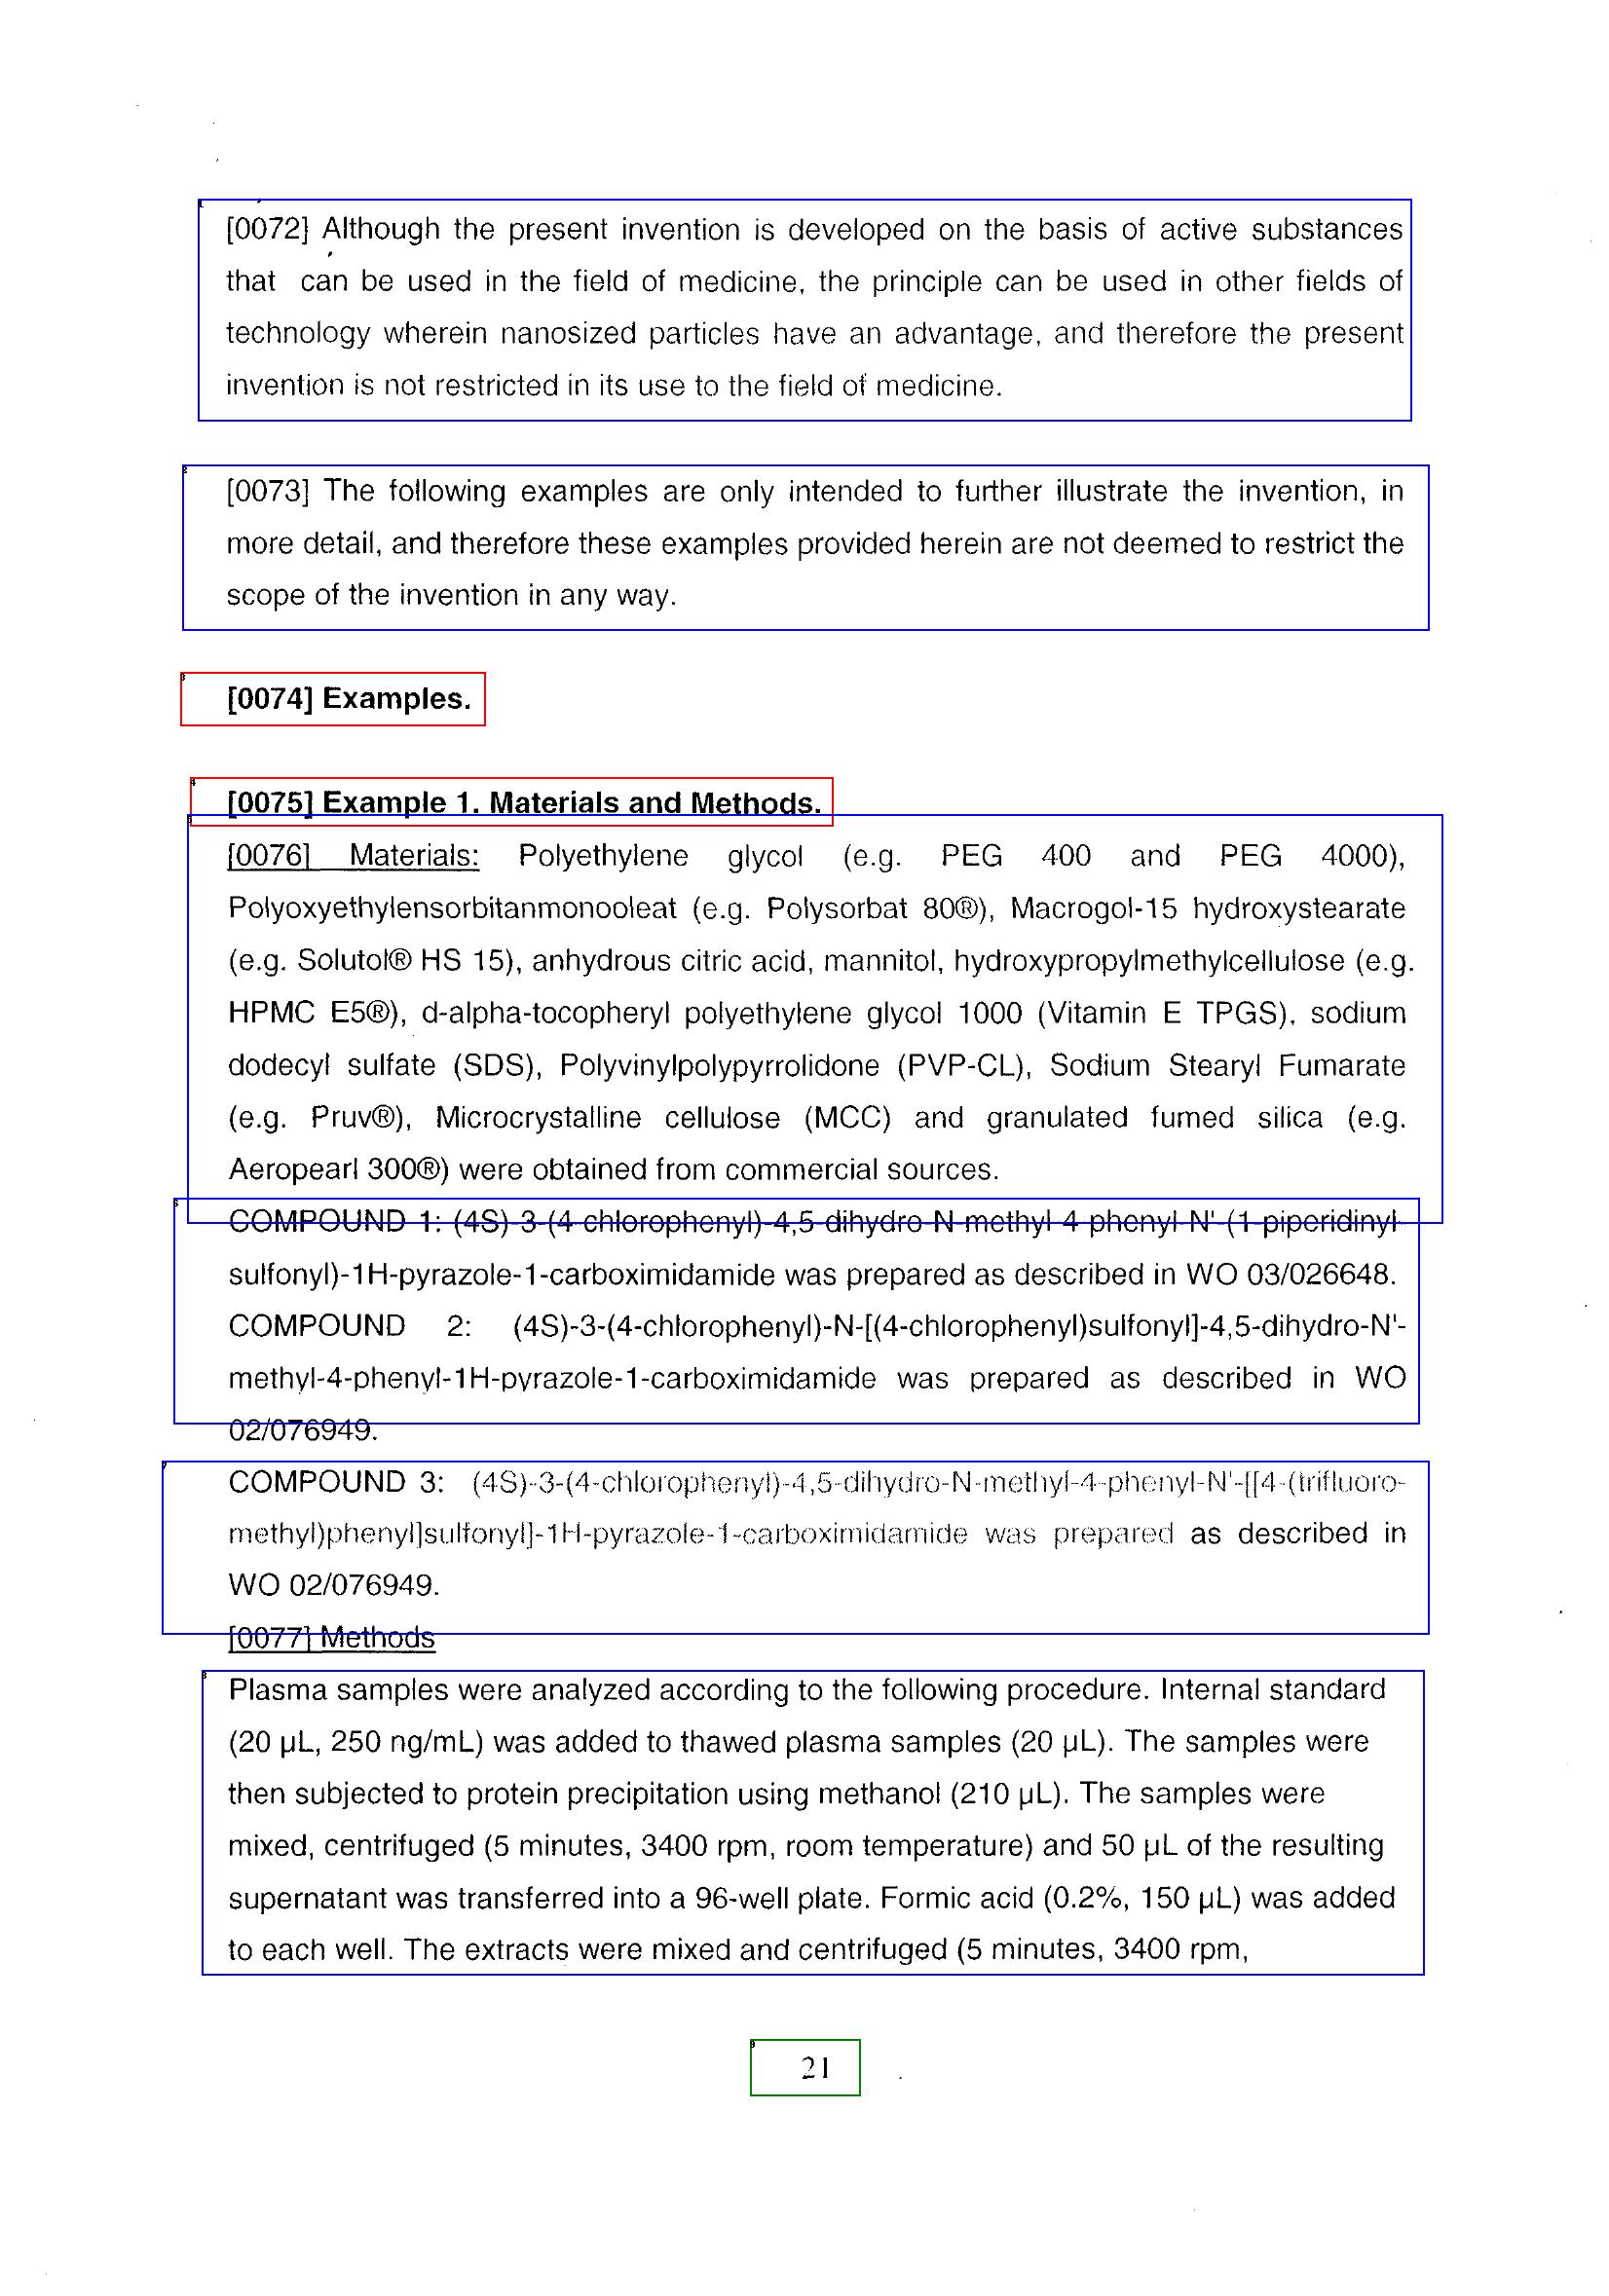 [0072] Although the present invention is developed on the basis of active substances
that can be used in the field of medicine, the principle can be used in other fields of
technology wherein nanosized particles have an advantage, and therefore the present
invention is not restricted in its use to the field of medicine.
[0073] The following examples are only intended to further illustrate the invention, in
more detail, and therefore these examples provided herein are not deemed to restrict the
scope of the invention in any way.
[0074] Examples.
[0075] Example 1. Materials and Methods.
[0076] Materials: Polyethylene glycol (e.g. PEG 400 and PEG 4000),
Polyoxyethylensorbitanmonooleat (e.g. Polysorbat 80®), Macrogol-15 hydroxystearate
(e.g. Solutol® HS 15), anhydrous citric acid, mannitol, hydroxypropylmethylcellulose (e.g.
HPMC E5®), d-alpha-tocopheryl polyethylene glycol 1000 (Vitamin E TPGS), sodium
dodecyl sulfate (SDS), Polyvinylpolypyrrolidone (PVP-CL), Sodium Stearyl Fumarate
(e.g. Pruv®), Microcrystalline cellulose (MCC) and granulated fumed silica (e.g.
Aeropearl 300®) were obtained from commercial sources.
COMPOUND 1: (4S)-3-(4-chlorophenyl)-4,5-dihydro-N-methyl-4-phenyl-N'-(1-piperidinyl-
sulfonyl)-1H-pyrazole-1-carboximidamide was prepared as described in WO 03/026648.
COMPOUND 2: (4S)-3-(4-chlorophenyl)-N-[(4-chlorophenyl)sulfonyl]-4,5-dihydro-N'-
methyl-4-phenyl-1H-pyrazole-1-carboximidamide was prepared as described in WO
02/076949.
COMPOUND 3: (4S)-3-(4-chlorophenyl)-4,5-dihydro-N-methyl-4-phenyl-N'-[[4-(trifluoro-
methyl)phenyl]sulfonyl]-1H-pyrazole-1-carboximidamide was prepared as described in
WO 02/076949.
[0077] Methods
Plasma samples were analyzed according to the following procedure. Internal standard
(20 µL, 250 ng/mL) was added to thawed plasma samples (20 µL). The samples were
then subjected to protein precipitation using methanol (210 µL). The samples were
mixed, centrifuged (5 minutes, 3400 rpm, room temperature) and 50 µL of the resulting
supernatant was transferred into a 96-well plate. Formic acid (0.2%, 150 µL) was added
to each well. The extracts were mixed and centrifuged (5 minutes, 3400 rpm,
21